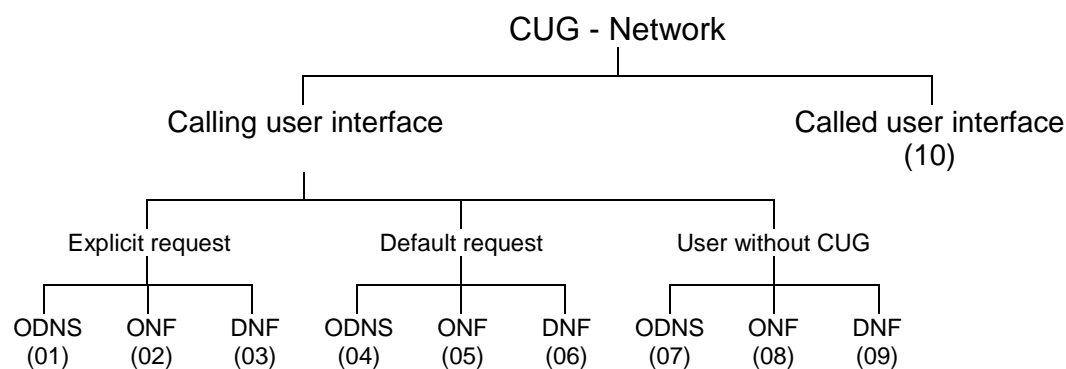 CUG - Network
Calling user interface
Called user interface
(10)
Explicit request
Default request
User without CUG
ODNS ONF DNF ODNS ONF DNF ODNS ONF DNF
(01) (02) (03) (04) (05) (06) (07) (08) (09)